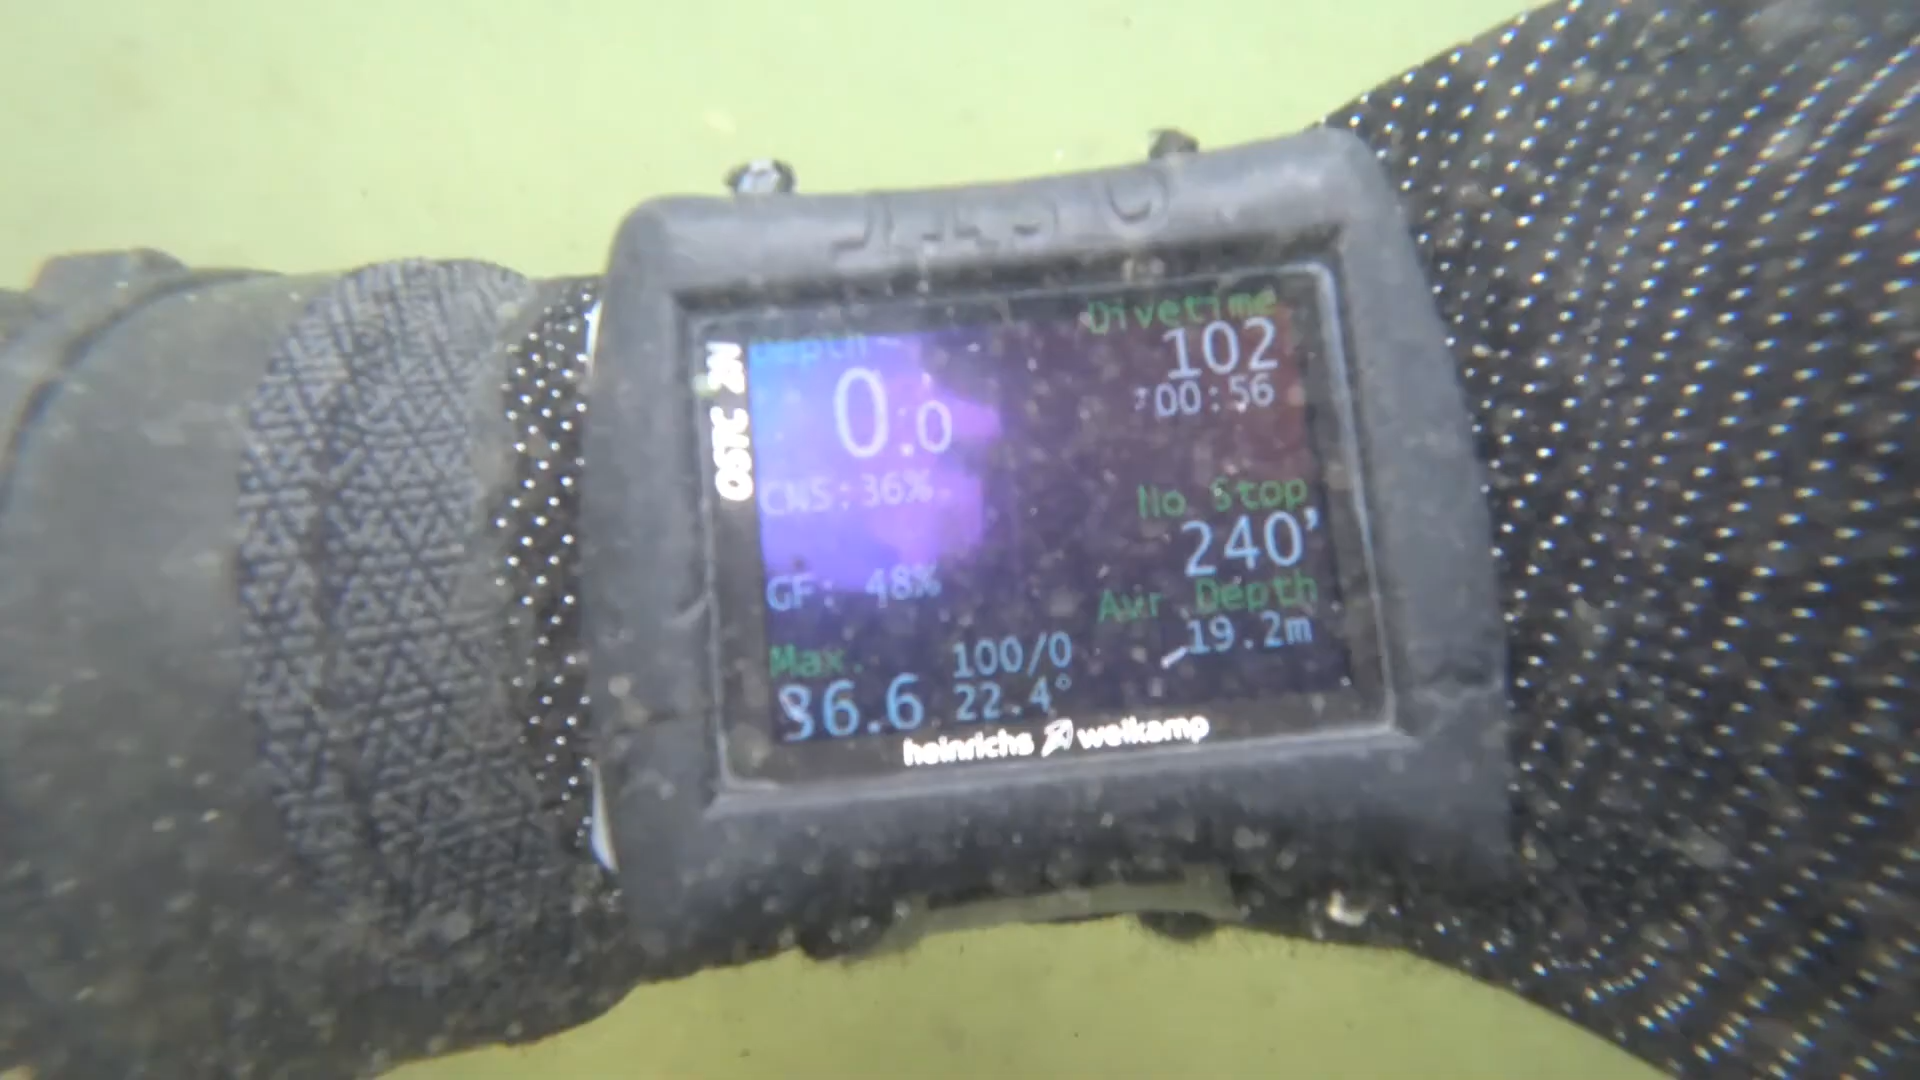 OSTC
OSTC 2N
Depth
0.0
Divetime
102
00:56
CNS:36%
No Stop
240'
GF: 48%
Avr Depth
19.2m
Max.
100/0
36.6
22.4°
heinrichs weikamp